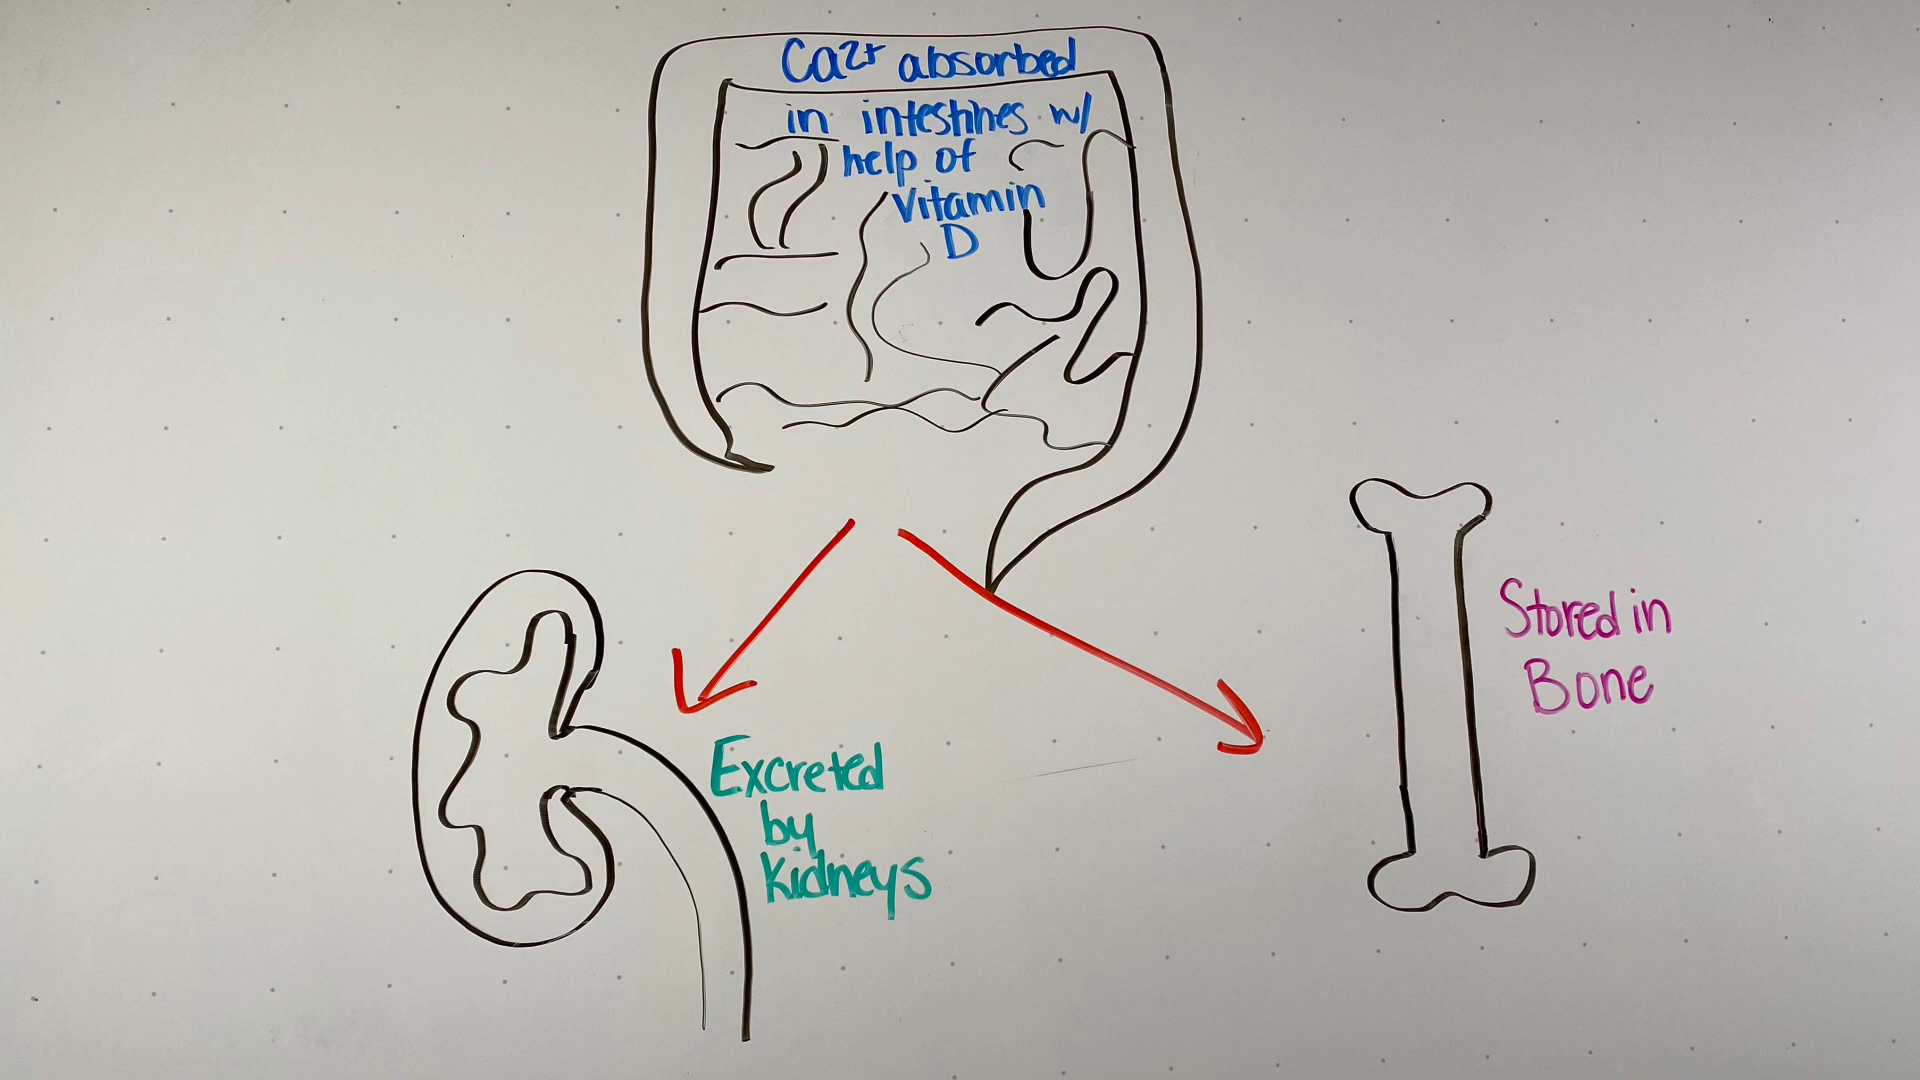 Ca2+ absorbed
in intestines w/
help of
Vitamin
D
Stored in
Bone
Excreted
by
Kidneys